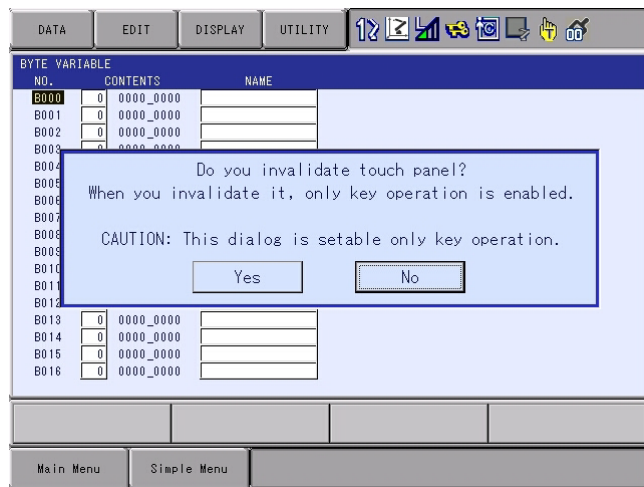 DATA EDIT DISPLAY UTILITY
BYTE VARIABLE
NO. CONTENTS NAME
B000 0 0000_0000
B001 0 0000_0000
B002 0 0000_0000
Do you invalidate touch panel?
When you invalidate it, only key operation is enabled.
CAUTION: This dialog is setable only key operation.
Yes No
B013 0 0000_0000
B014 0 0000_0000
B015 0 0000_0000
B016 0 0000_0000
Main Menu Simple Menu